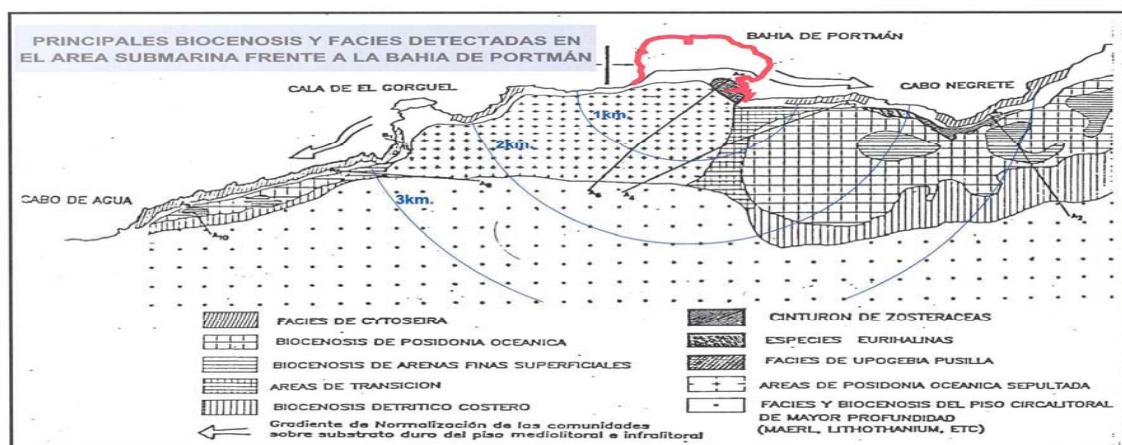 PRINCIPALES BIOCENOSIS Y FACIES DETECTADAS EN
EL AREA SUBMARINA FRENTE A LA BAHIA DE PORTMÁN
BAHIA DE PORTMÁN
CALA DE EL GORGUEL
CABO NEGRETE
1km.
2km.
3km.
CABO DE AGUA
A10
A2
FACIES DE CYTOSEIRA
BIOCENOSIS DE POSIDONIA OCEANICA
BIOCENOSIS DE ARENAS FINAS SUPERFICIALES
AREAS DE TRANSICION
BIOCENOSIS DETRITICO COSTERO
Gradiente de Normalización de las comunidades
sobre substrato duro del piso mediolitoral e infralitoral
CINTURON DE ZOSTERACEAS
ESPECIES EURIHALINAS
FACIES DE UPOGEBIA PUSILLA
AREAS DE POSIDONIA OCEANICA SEPULTADA
FACIES Y BIOCENOSIS DEL PISO CIRCALITORAL
DE MAYOR PROFUNDIDAD
(MAERL, LITHOTHANIUM, ETC)